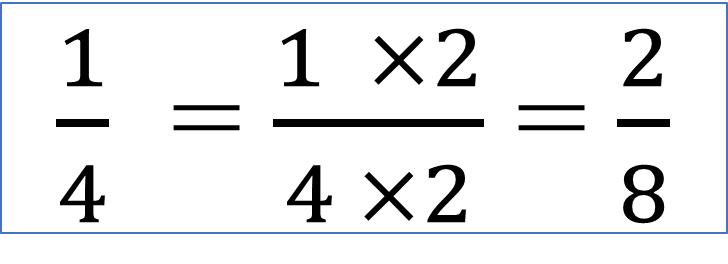 1/4 = 1 ×2/4 ×2 = 2/8